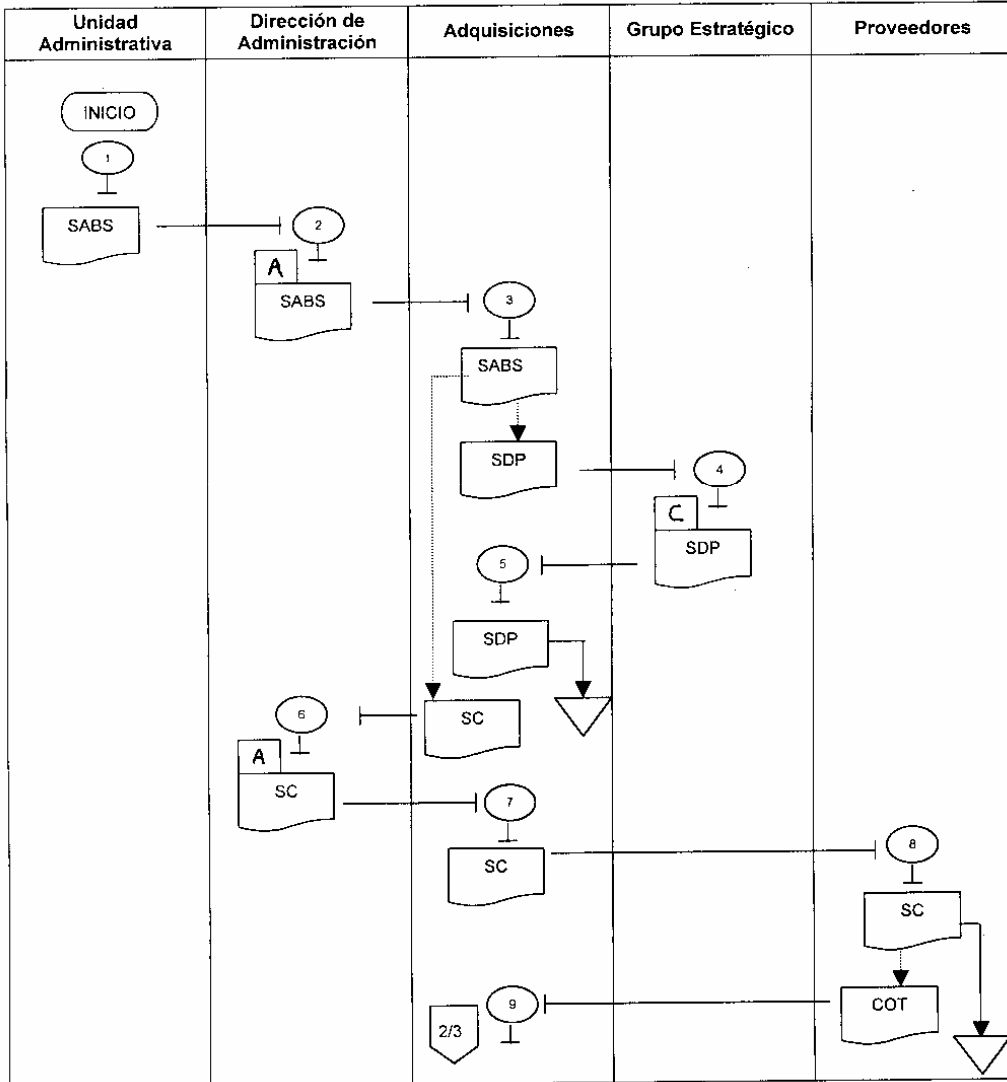 Unidad
Administrativa
Dirección de
Administración
Adquisiciones
Grupo Estratégico
Proveedores
INICIO
1
SABS
2
A
SABS
3
SABS
SDP
4
C
SDP
5
SDP
6
SC
A
SC
7
SC
8
SC
9
COT
2/3